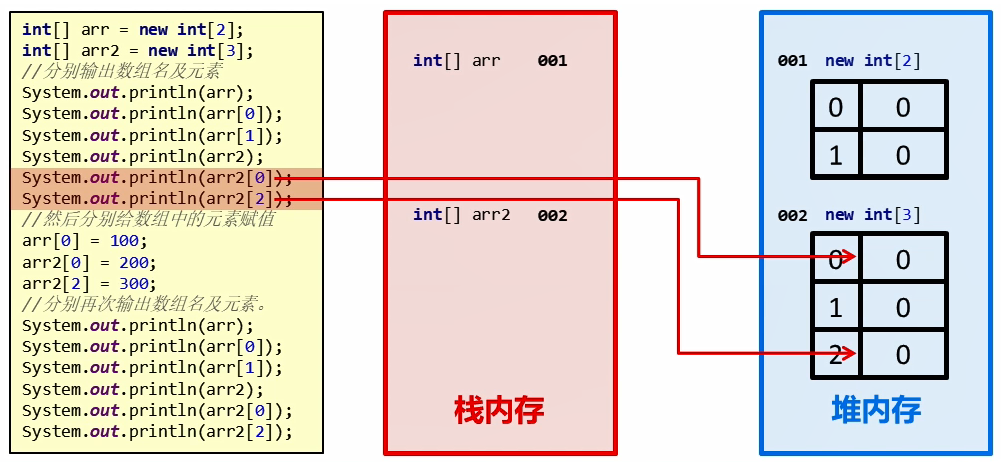 int[] arr = new int[2];
int[] arr2 = new int[3];
//分别输出数组名及元素
System.out.println(arr);
System.out.println(arr[0]);
System.out.println(arr[1]);
System.out.println(arr2);
System.out.println(arr2[0]);
System.out.println(arr2[2]);
//然后分别给数组中的元素赋值
arr[0] = 100;
arr2[0] = 200;
arr2[2] = 300;
//分别再次输出数组名及元素。
System.out.println(arr);
System.out.println(arr[0]);
System.out.println(arr[1]);
System.out.println(arr2);
System.out.println(arr2[0]);
System.out.println(arr2[2]);
int[] arr 001
int[] arr2 002
栈内存
001 new int[2]
0 0
1 0
002 new int[3]
0 0
1 0
2 0
堆内存